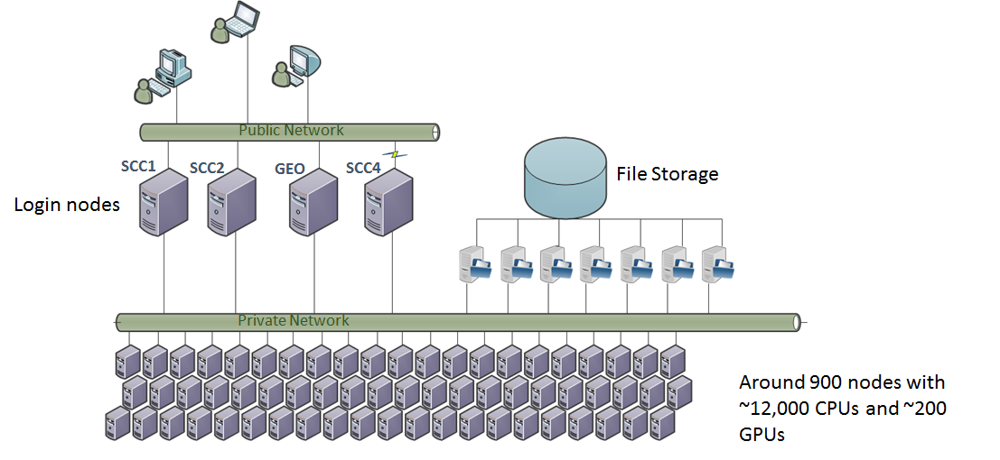 Public Network
SCC1
SCC2
GEO
SCC4
Login nodes
File Storage
Private Network
Around 900 nodes with
~12,000 CPUs and ~200
GPUs